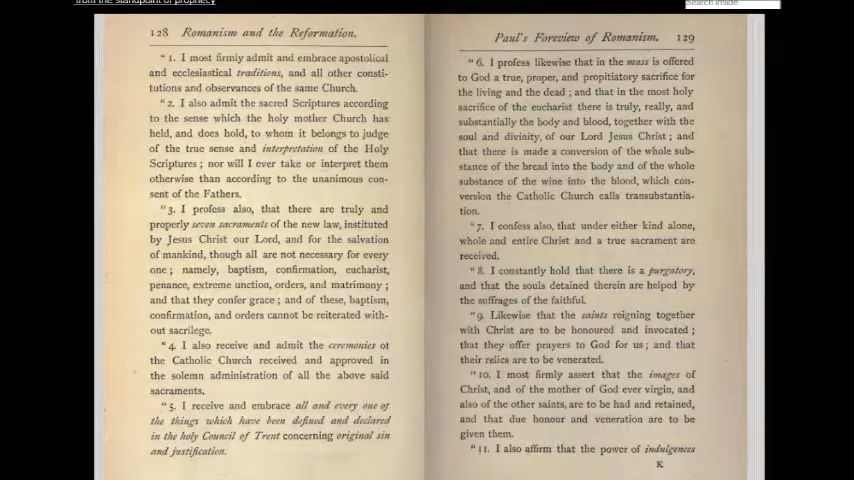 from the standpoint of prophecy
Search inside
128 Romanism and the Reformation.
" 1. I most firmly admit and embrace apostolical
and ecclesiastical traditions, and all other consti-
tutions and observances of the same Church.
" 2. I also admit the sacred Scriptures according
to the sense which the holy mother Church has
held, and does hold, to whom it belongs to judge
of the true sense and interpretation of the Holy
Scriptures ; nor will I ever take or interpret them
otherwise than according to the unanimous con-
sent of the Fathers.
" 3. I profess also, that there are truly and
properly seven sacraments of the new law, instituted
by Jesus Christ our Lord, and for the salvation
of mankind, though all are not necessary for every
one ; namely, baptism, confirmation, eucharist,
penance, extreme unction, orders, and matrimony ;
and that they confer grace ; and of these, baptism,
confirmation, and orders cannot be reiterated with-
out sacrilege.
" 4. I also receive and admit the ceremonies of
the Catholic Church received and approved in
the solemn administration of all the above said
sacraments.
" 5. I receive and embrace all and every one of
the things which have been defined and declared
in the holy Council of Trent concerning original sin
and justification.
Paul's Foreview of Romanism. 129
" 6. I profess likewise that in the mass is offered
to God a true, proper, and propitiatory sacrifice for
the living and the dead ; and that in the most holy
sacrifice of the eucharist there is truly, really, and
substantially the body and blood, together with the
soul and divinity, of our Lord Jesus Christ ; and
that there is made a conversion of the whole sub-
stance of the bread into the body and of the whole
substance of the wine into the blood, which con-
version the Catholic Church calls transubstantia-
tion.
" 7. I confess also, that under either kind alone,
whole and entire Christ and a true sacrament are
received.
" 8. I constantly hold that there is a purgatory,
and that the souls detained therein are helped by
the suffrages of the faithful.
" 9. Likewise that the saints reigning together
with Christ are to be honoured and invocated ;
that they offer prayers to God for us ; and that
their relics are to be venerated.
" 10. I most firmly assert that the images of
Christ, and of the mother of God ever virgin, and
also of the other saints, are to be had and retained,
and that due honour and veneration are to be
given them.
" 11. I also affirm that the power of indulgences
K